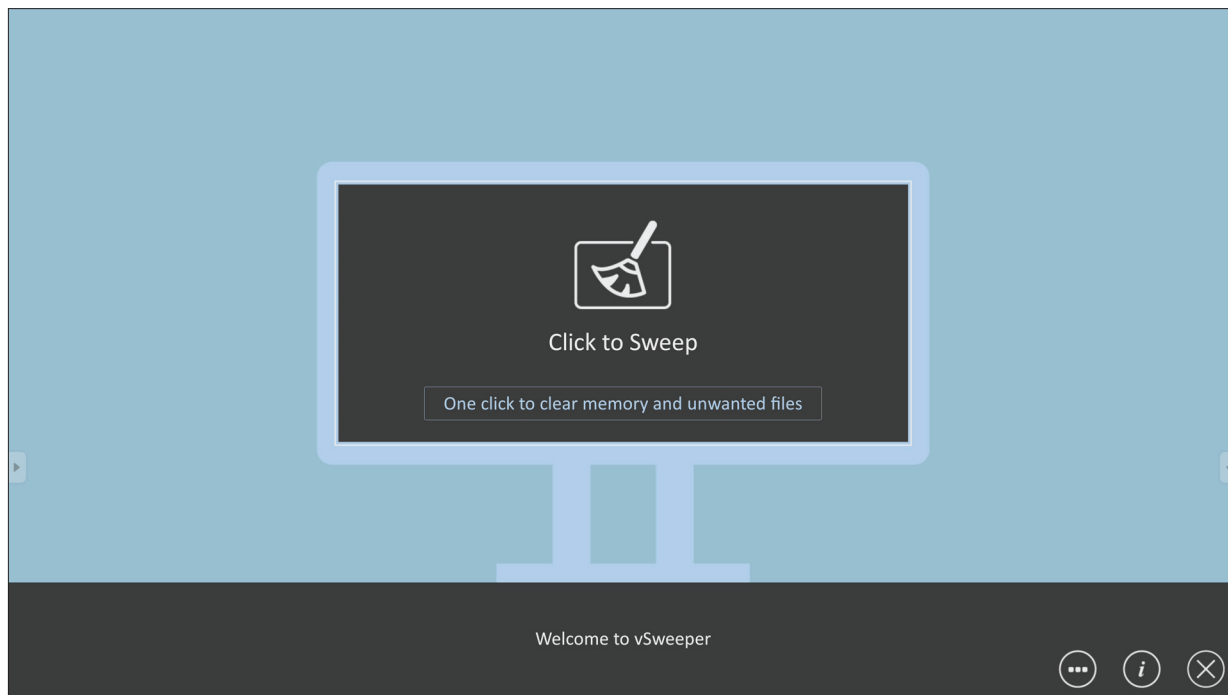 Click to Sweep
One click to clear memory and unwanted files
Welcome to vSweeper
i